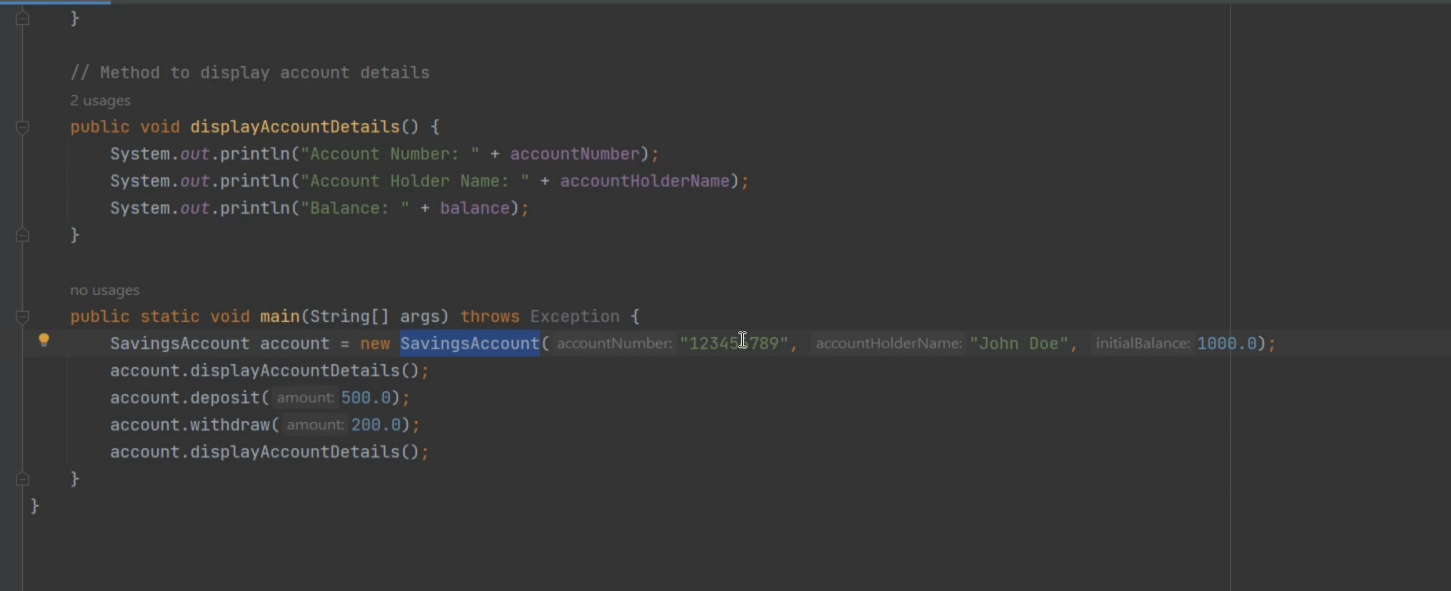 }
// Method to display account details
2 usages
public void displayAccountDetails() {
System.out.println("Account Number: " + accountNumber);
System.out.println("Account Holder Name: " + accountHolderName);
System.out.println("Balance: " + balance);
}
no usages
public static void main(String[] args) throws Exception {
SavingsAccount account = new SavingsAccount( accountNumber: "123456789", accountHolderName: "John Doe", initialBalance: 1000.0);
account.displayAccountDetails();
account.deposit( amount: 500.0);
account.withdraw( amount: 200.0);
account.displayAccountDetails();
}
}